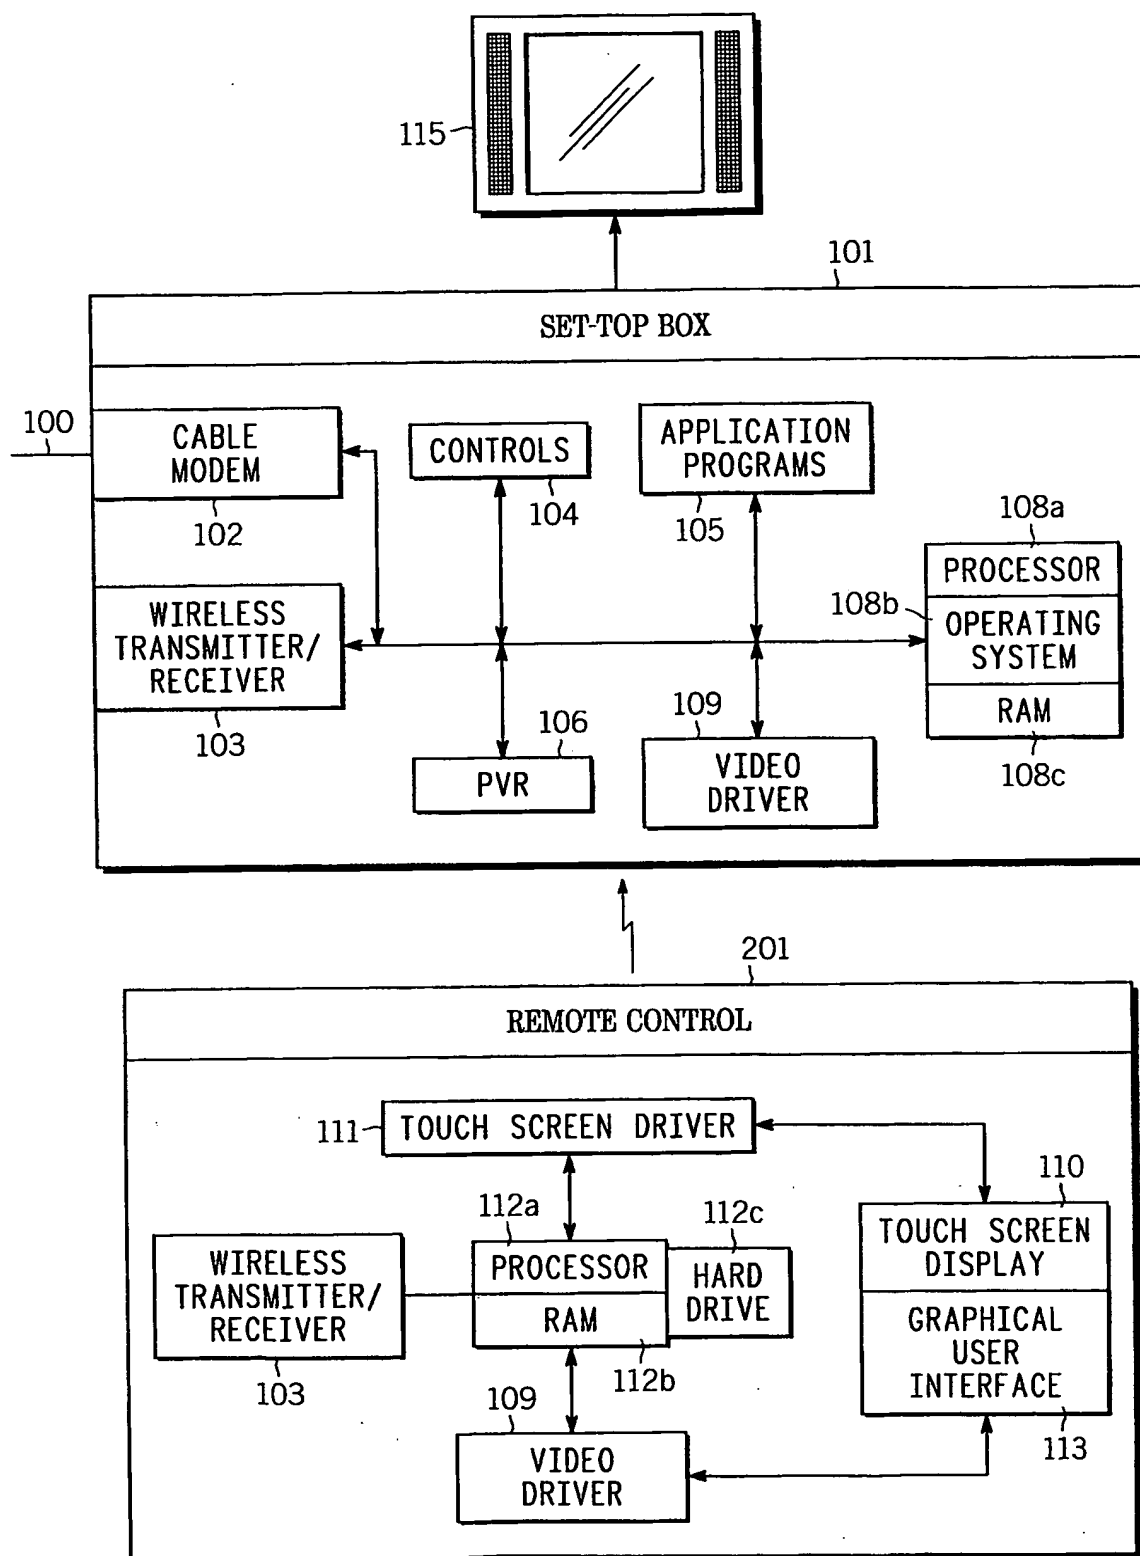 115
101
SET-TOP BOX
100
CABLE
MODEM
102
CONTROLS
104
APPLICATION
PROGRAMS
105
108a
PROCESSOR
108b
OPERATING
SYSTEM
RAM
108c
WIRELESS
TRANSMITTER/
RECEIVER
103
106
PVR
109
VIDEO
DRIVER
201
REMOTE CONTROL
111
TOUCH SCREEN DRIVER
110
TOUCH SCREEN
DISPLAY
GRAPHICAL
USER
INTERFACE
113
112a
PROCESSOR
RAM
112b
112c
HARD
DRIVE
WIRELESS
TRANSMITTER/
RECEIVER
103
109
VIDEO
DRIVER